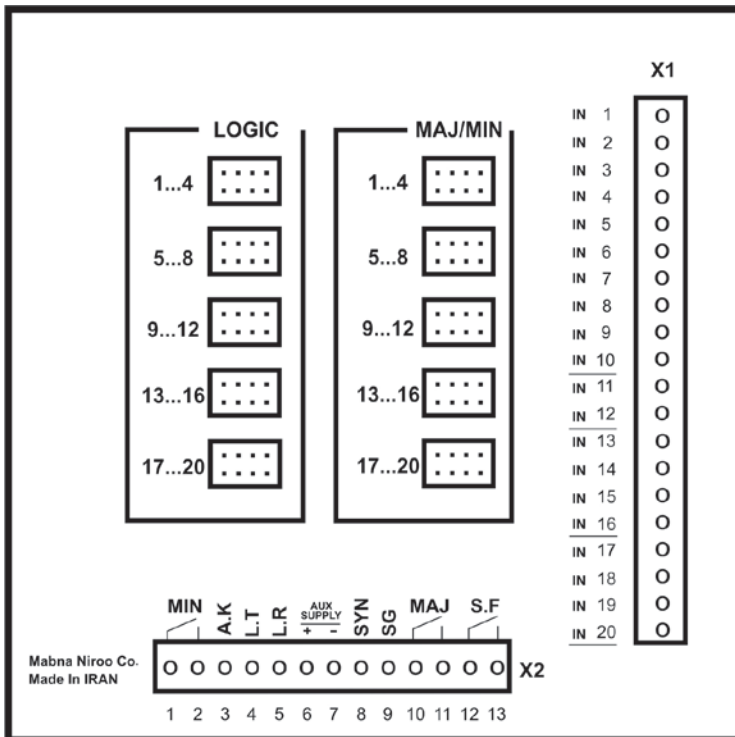 X1
LOGIC
1...4
5...8
9...12
13...16
17...20
MAJ/MIN
1...4
5...8
9...12
13...16
17...20
IN 1 O
IN 2 O
IN 3 O
IN 4 O
IN 5 O
IN 6 O
IN 7 O
IN 8 O
IN 9 O
IN 10 O
IN 11 O
IN 12 O
IN 13 O
IN 14 O
IN 15 O
IN 16 O
IN 17 O
IN 18 O
IN 19 O
IN 20 O
MIN
A.K
L.T
L.R
AUX
SUPPLY
+ -
SYN
SG
MAJ
S.F
Mabna Niroo Co.
Made In IRAN
O O O O O O O O O O O O O
X2
1 2 3 4 5 6 7 8 9 10 11 12 13